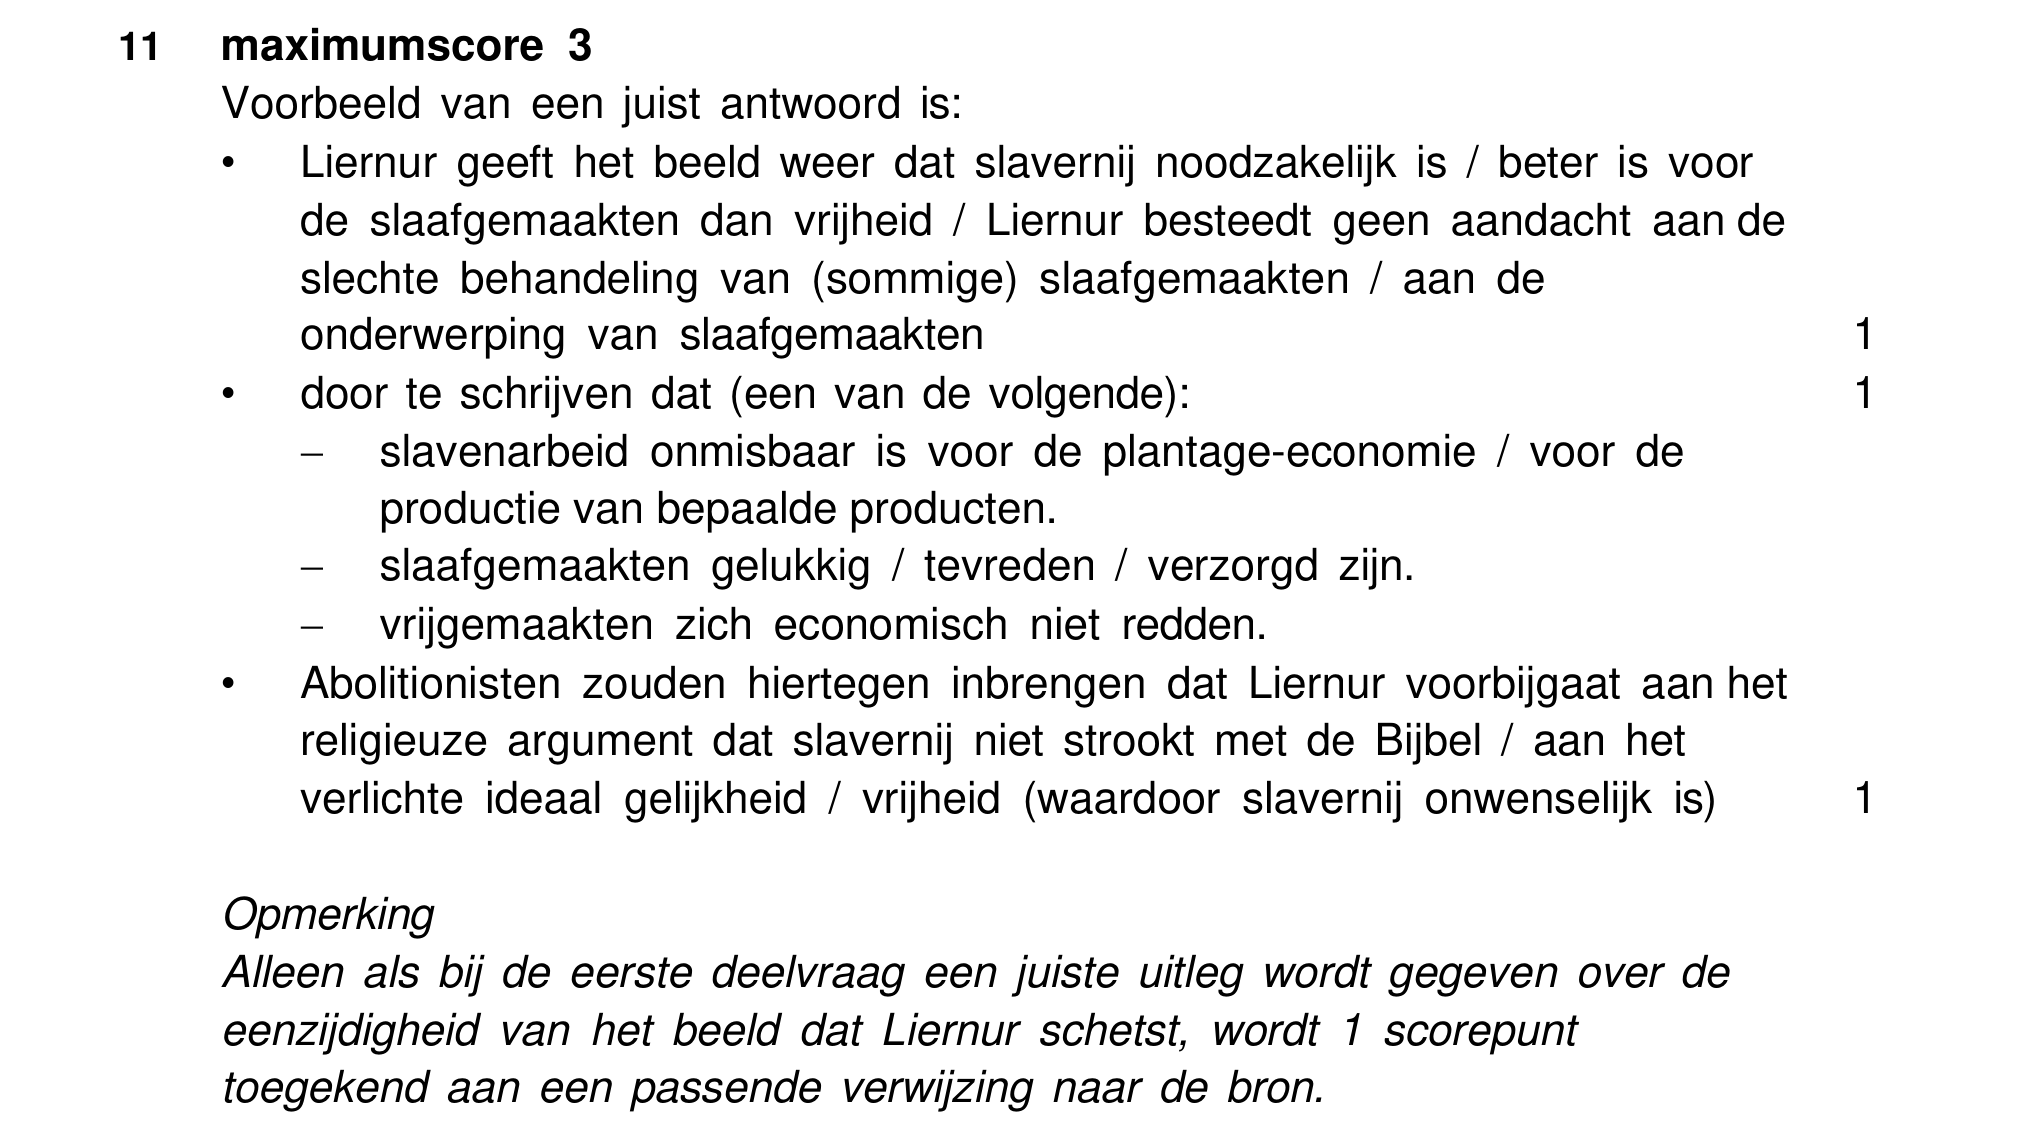 11 maximumscore 3
Voorbeeld van een juist antwoord is:
• Liernur geeft het beeld weer dat slavernij noodzakelijk is / beter is voor
de slaafgemaakten dan vrijheid / Liernur besteedt geen aandacht aan de
slechte behandeling van (sommige) slaafgemaakten / aan de
onderwerping van slaafgemaakten 1
• door te schrijven dat (een van de volgende): 1
− slavenarbeid onmisbaar is voor de plantage-economie / voor de
productie van bepaalde producten.
− slaafgemaakten gelukkig / tevreden / verzorgd zijn.
− vrijgemaakten zich economisch niet redden.
• Abolitionisten zouden hiertegen inbrengen dat Liernur voorbijgaat aan het
religieuze argument dat slavernij niet strookt met de Bijbel / aan het
verlichte ideaal gelijkheid / vrijheid (waardoor slavernij onwenselijk is) 1
Opmerking
Alleen als bij de eerste deelvraag een juiste uitleg wordt gegeven over de
eenzijdigheid van het beeld dat Liernur schetst, wordt 1 scorepunt
toegekend aan een passende verwijzing naar de bron.